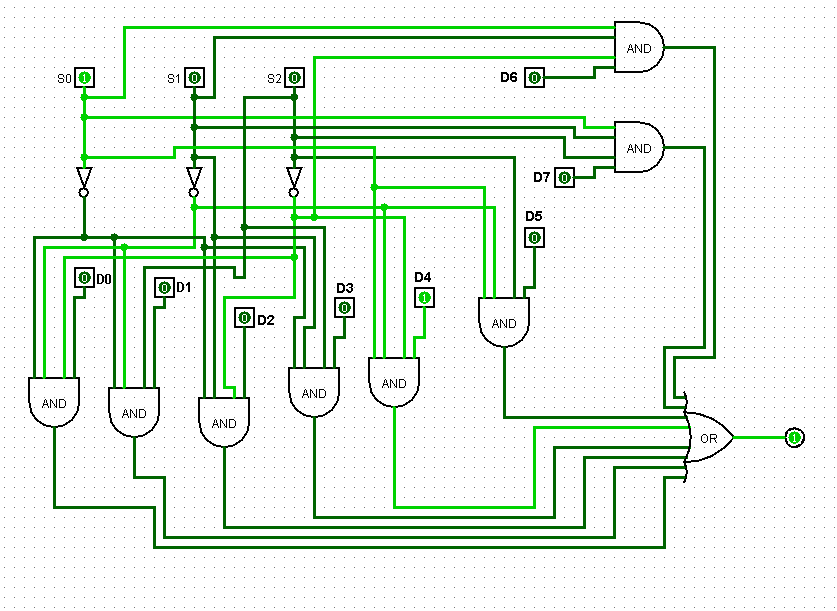 AND
S0 1
S1 0
S2 0
D6 0
AND
D7 0
D5
0
D0 0
D1 0
D4
1
D3
0
D2 0
AND
AND
AND
AND
AND
AND
OR
1